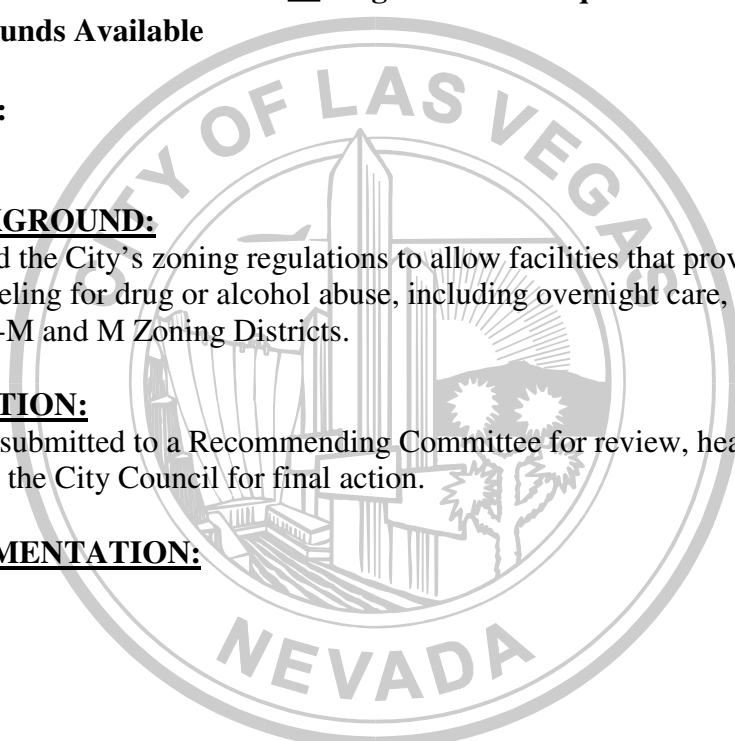 unds Available
:
KGROUND:
d the City's zoning regulations to allow facilities that prov
eling for drug or alcohol abuse, including overnight care,
-M and M Zoning Districts.
TION:
submitted to a Recommending Committee for review, hea
the City Council for final action.
MENTATION:
CITY OF LAS VEGAS
NEVADA